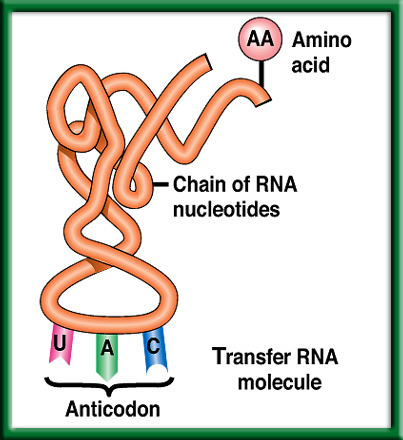 AA
Amino
acid
Chain of RNA
nucleotides
U A C
Transfer RNA
molecule
Anticodon